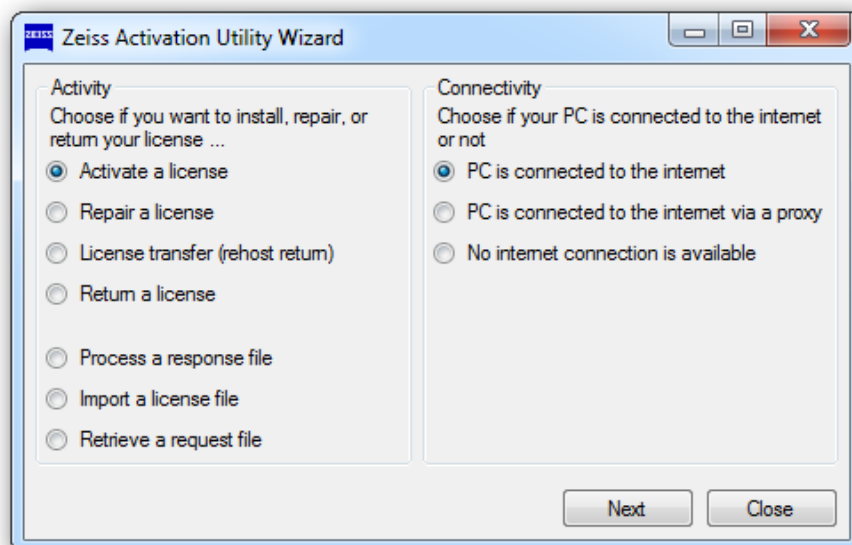 ZEISS Zeiss Activation Utility Wizard
Activity
Choose if you want to install, repair, or
return your license ...
Activate a license
Repair a license
License transfer (rehost return)
Return a license
Process a response file
Import a license file
Retrieve a request file
Connectivity
Choose if your PC is connected to the internet
or not
PC is connected to the internet
PC is connected to the internet via a proxy
No internet connection is available
Next
Close